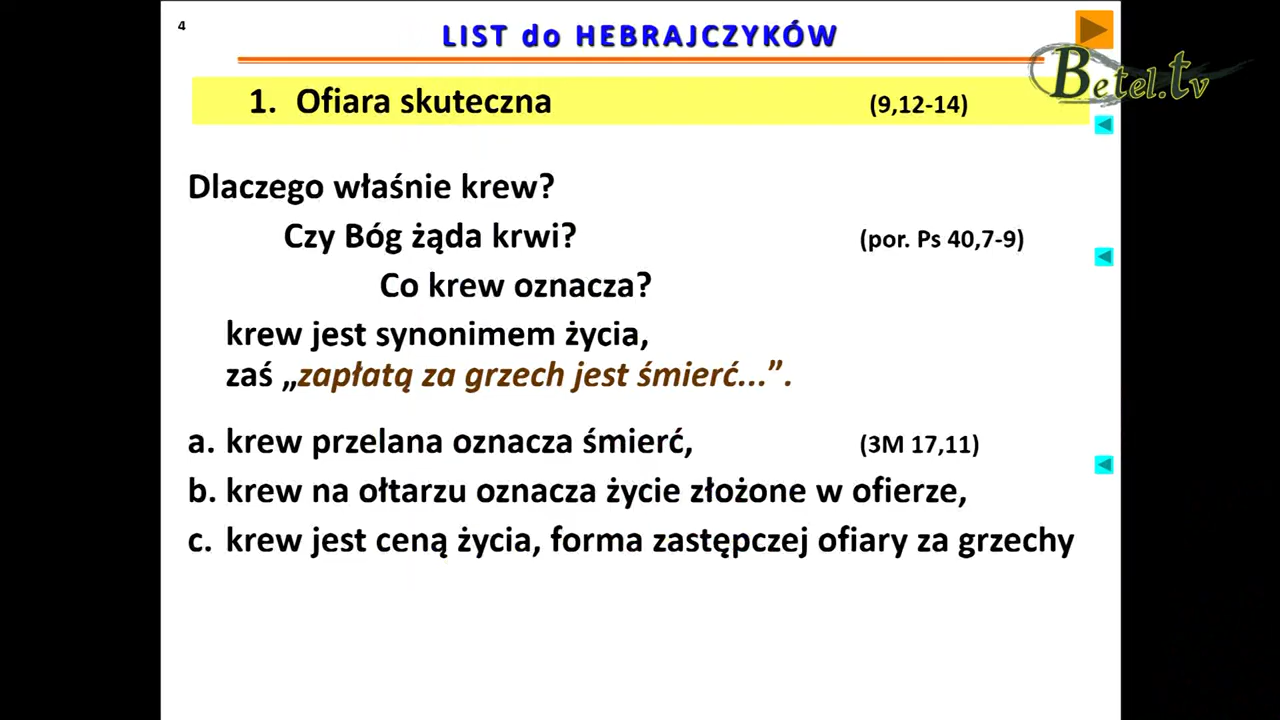 4
LIST do HEBRAJCZYKÓW
Betel.tv
1. Ofiara skuteczna (9,12-14)
Dlaczego właśnie krew?
Czy Bóg żąda krwi? (por. Ps 40,7-9)
Co krew oznacza?
krew jest synonimem życia,
zaś „zapłatą za grzech jest śmierć...”.
a. krew przelana oznacza śmierć, (3M 17,11)
b. krew na ołtarzu oznacza życie złożone w ofierze,
c. krew jest ceną życia, forma zastępczej ofiary za grzechy